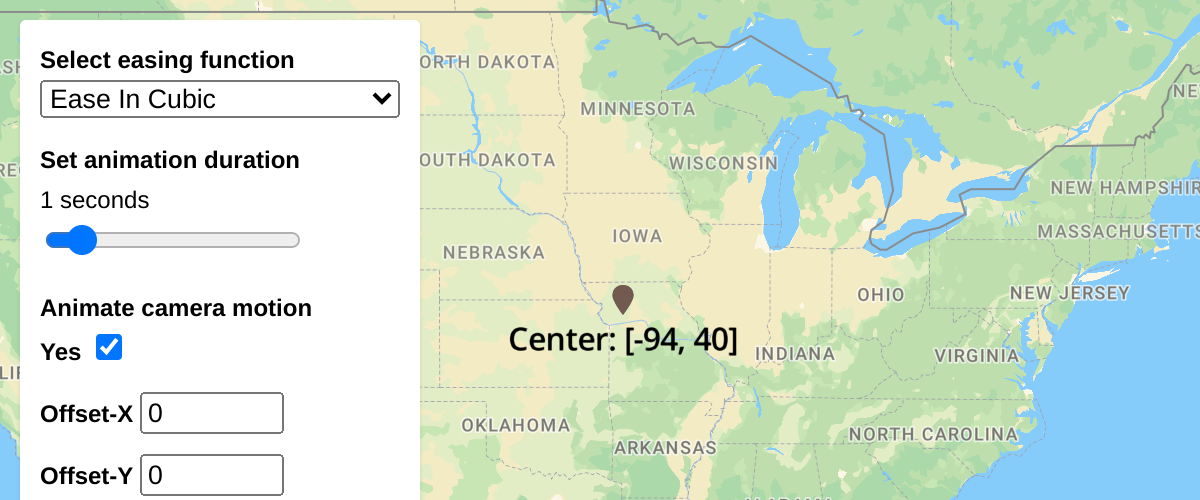 Select easing function
Ease In Cubic
Set animation duration
1 seconds
Animate camera motion
Yes
Offset-X 0
Offset-Y 0
ORTH DAKOTA
MINNESOTA
OUTH DAKOTA
WISCONSIN
NEW HAMPSHIR
MASSACHUSETTS
IOWA
NEBRASKA
OHIO
NEW JERSEY
Center: [-94, 40]
INDIANA
VIRGINIA
OKLAHOMA
ARKANSAS
NORTH CAROLINA